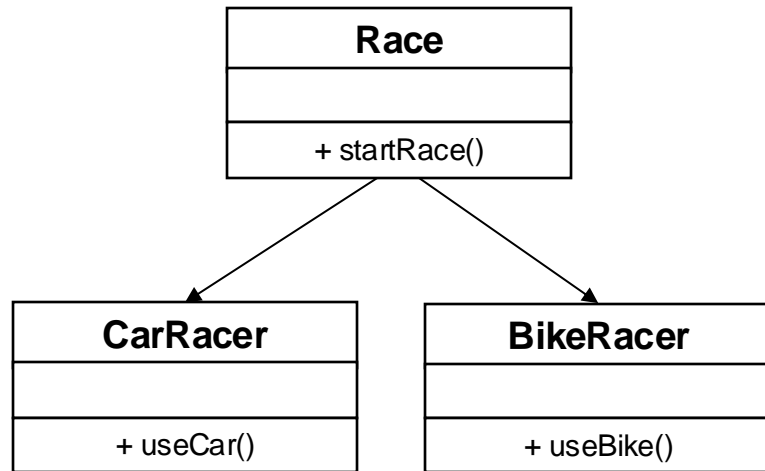 Race
+ startRace()
CarRacer
BikeRacer
+ useCar()
+ useBike()